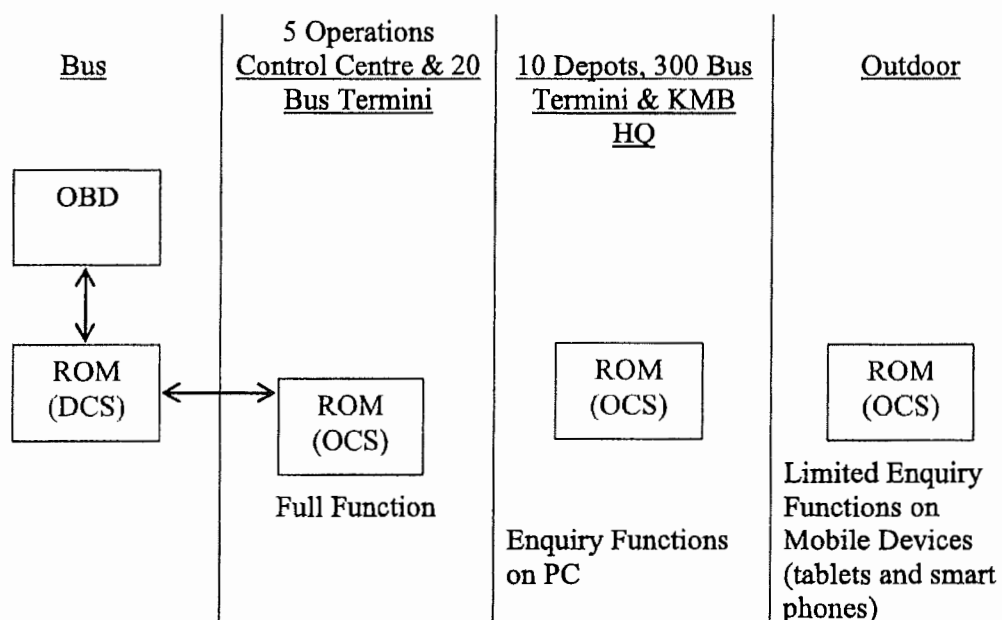 Bus
5 Operations
Control Centre & 20
Bus Termini
10 Depots, 300 Bus
Termini & KMB
HQ
Outdoor
OBD
ROM
(DCS)
ROM
(OCS)
Full Function
ROM
(OCS)
Enquiry Functions
on PC
ROM
(OCS)
Limited Enquiry
Functions on
Mobile Devices
(tablets and smart
phones)